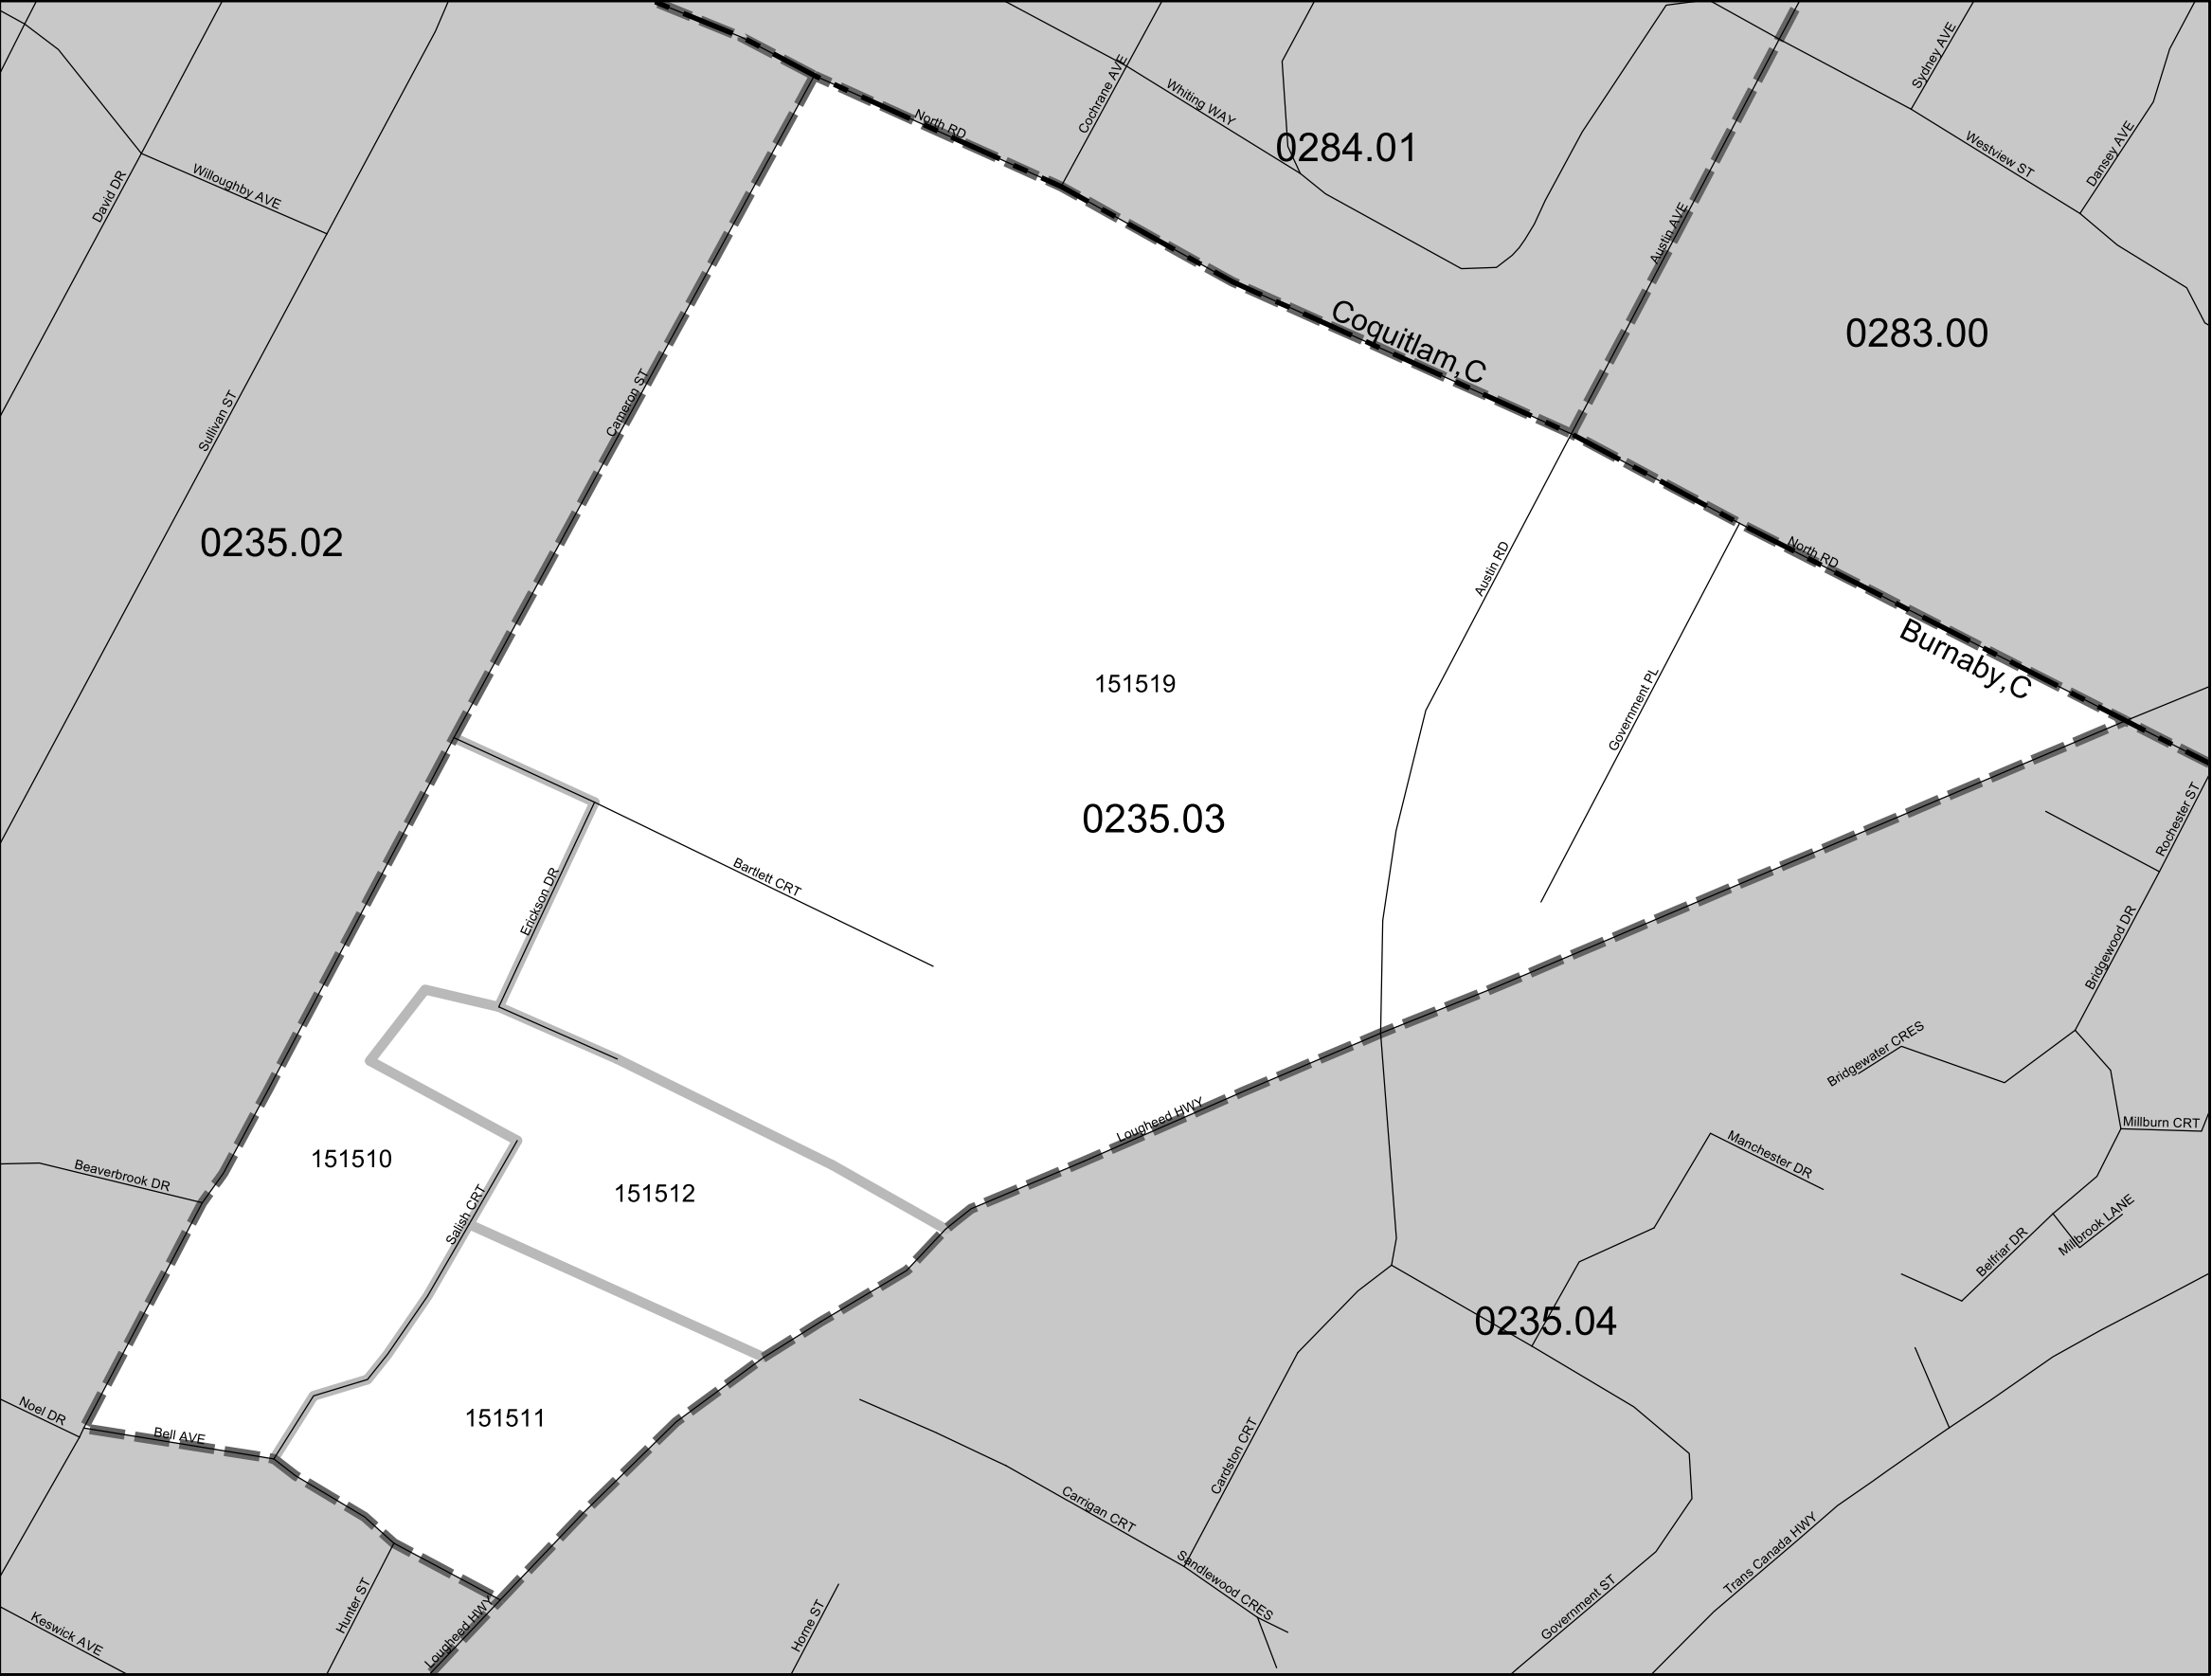 Sydney AVE
Cochrane AVE
Whiting WAY
North RD
0284.01
Westview ST
Dansey AVE
Willoughby AVE
David DR
Austin AVE
Coquitlam,C
0283.00
Cameron ST
Sullivan ST
0235.02
Austin RD
North RD
Burnaby,C
151519
Government PL
0235.03
Rochester ST
Bartlett CRT
Erickson DR
Bridgewood DR
Bridgewater CRES
Lougheed HWY
Millburn CRT
Manchester DR
Beaverbrook DR
151510
151512
Salish CRT
Millbrook LANE
Belfriar DR
0235.04
Noel DR
Bell AVE
151511
Cardston CRT
Carrigan CRT
Sandlewood CRES
Trans Canada HWY
Government ST
Hunter ST
Lougheed HWY
Horne ST
Keswick AVE